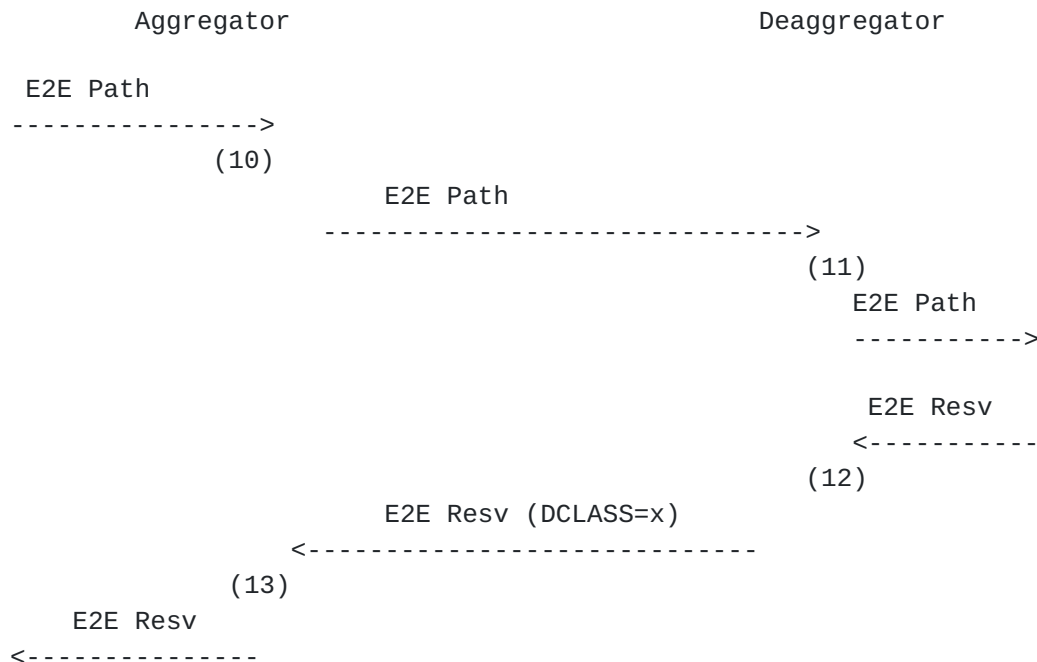 Aggregator Deaggregator
E2E Path
---------------->
(10)
E2E Path
------------------------------->
(11)
E2E Path
----------->
E2E Resv
<-----------
(12)
E2E Resv (DCLASS=x)
<-----------------------------
(13)
E2E Resv
<---------------